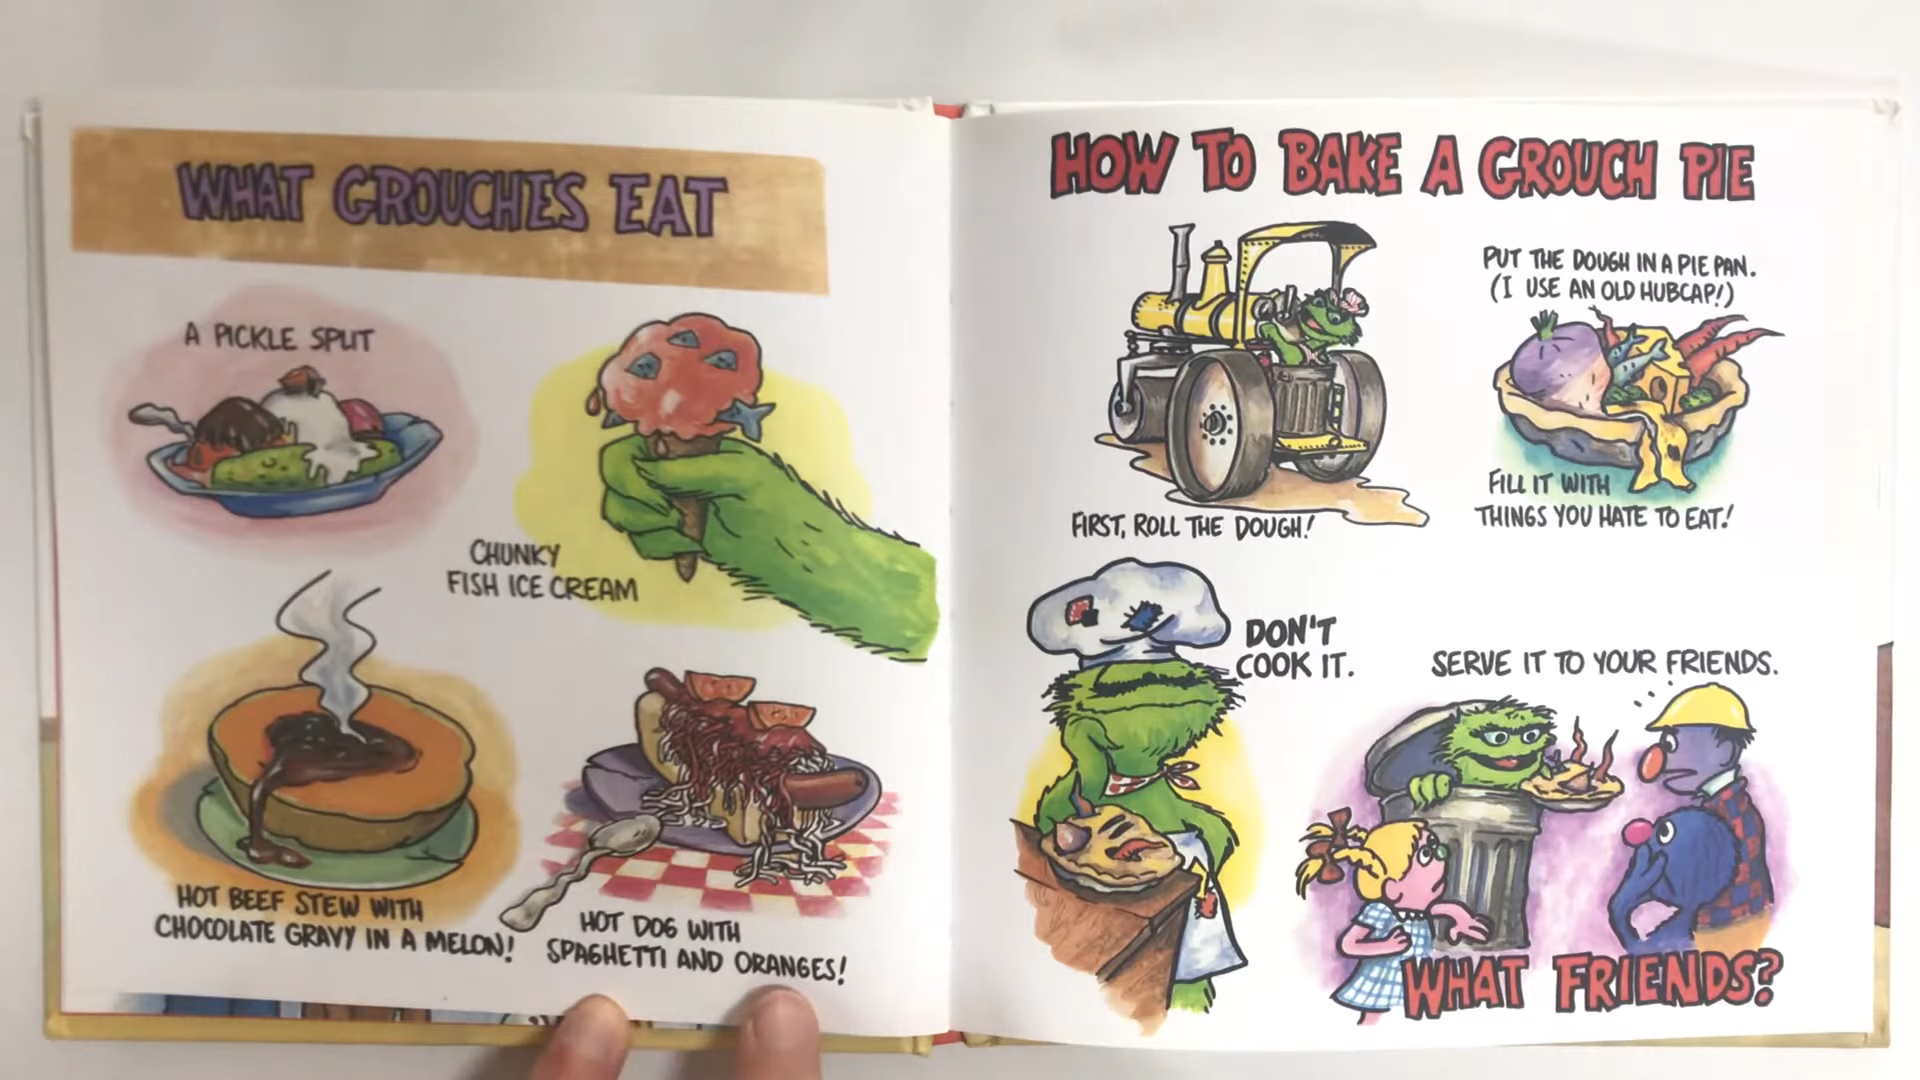 WHAT GROUCHES EAT
A PICKLE SPLIT
CHUNKY
FISH ICE CREAM
HOT BEEF STEW WITH
CHOCOLATE GRAVY IN A MELON!
HOT DOG WITH
SPAGHETTI AND ORANGES!
HOW TO BAKE A GROUCH PIE
FIRST, ROLL THE DOUGH!
PUT THE DOUGH IN A PIE PAN.
(I USE AN OLD HUBCAP!)
FILL IT WITH
THINGS YOU HATE TO EAT!
DON'T
COOK IT.
SERVE IT TO YOUR FRIENDS.
WHAT FRIENDS?